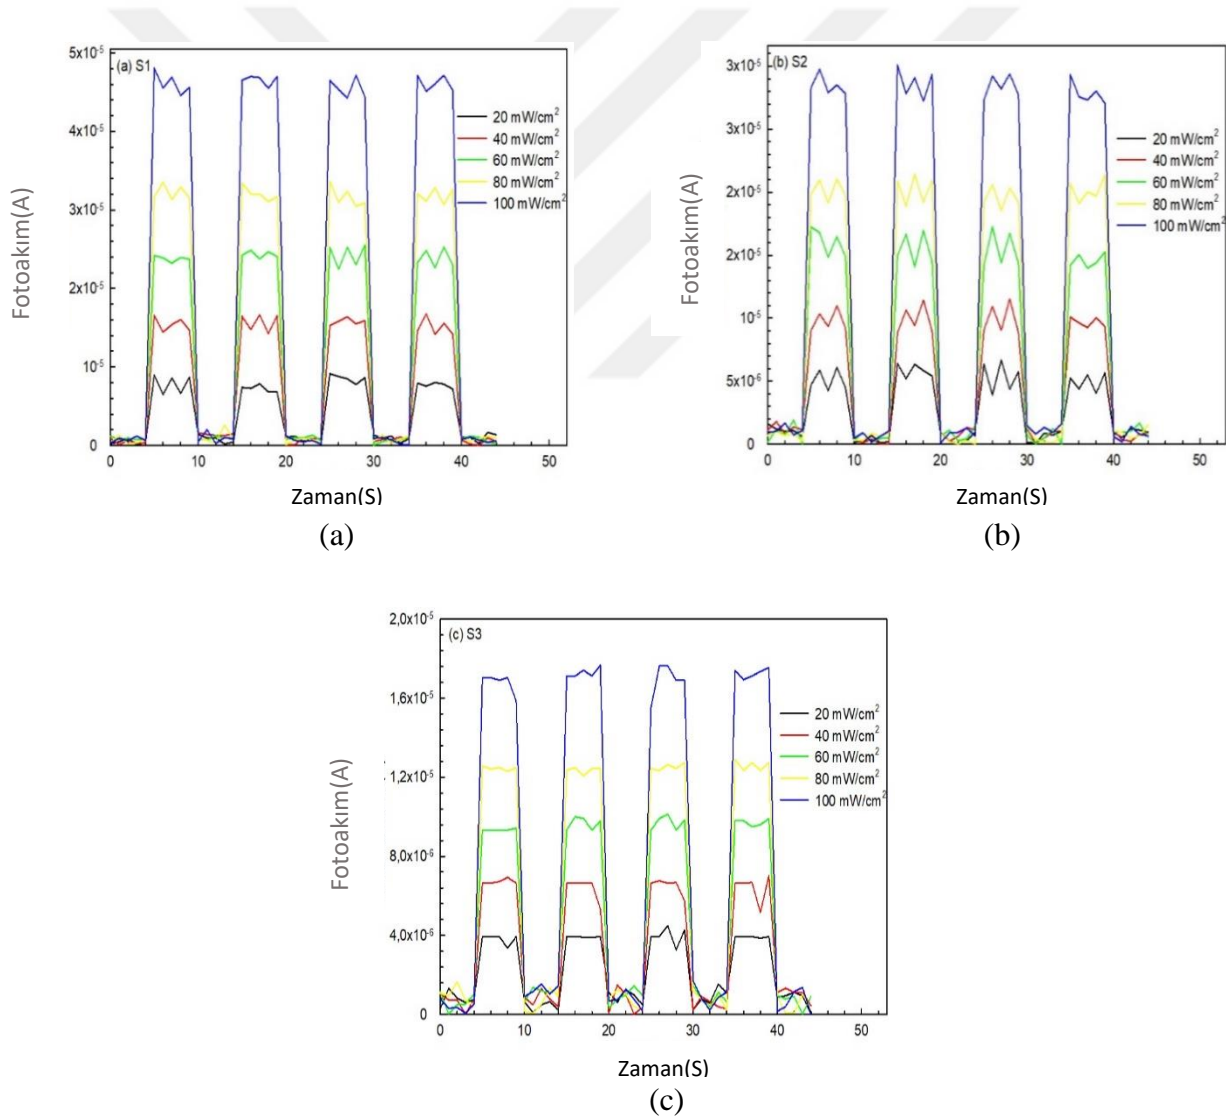 (a) S1
5x10⁻⁵
4x10⁻⁵
3x10⁻⁵
2x10⁻⁵
10⁻⁵
0
Fotoakım(A)
20 mW/cm²
40 mW/cm²
60 mW/cm²
80 mW/cm²
100 mW/cm²
0 10 20 30 40 50
Zaman(S)
(a)
(b) S2
3x10⁻⁵
3x10⁻⁵
2x10⁻⁵
2x10⁻⁵
10⁻⁵
5x10⁻⁶
0
Fotoakım(A)
20 mW/cm²
40 mW/cm²
60 mW/cm²
80 mW/cm²
100 mW/cm²
0 10 20 30 40 50
Zaman(S)
(b)
(c) S3
2,0x10⁻⁵
1,6x10⁻⁵
1,2x10⁻⁵
8,0x10⁻⁶
4,0x10⁻⁶
0
Fotoakım(A)
20 mW/cm²
40 mW/cm²
60 mW/cm²
80 mW/cm²
100 mW/cm²
0 10 20 30 40 50
Zaman(S)
(c)